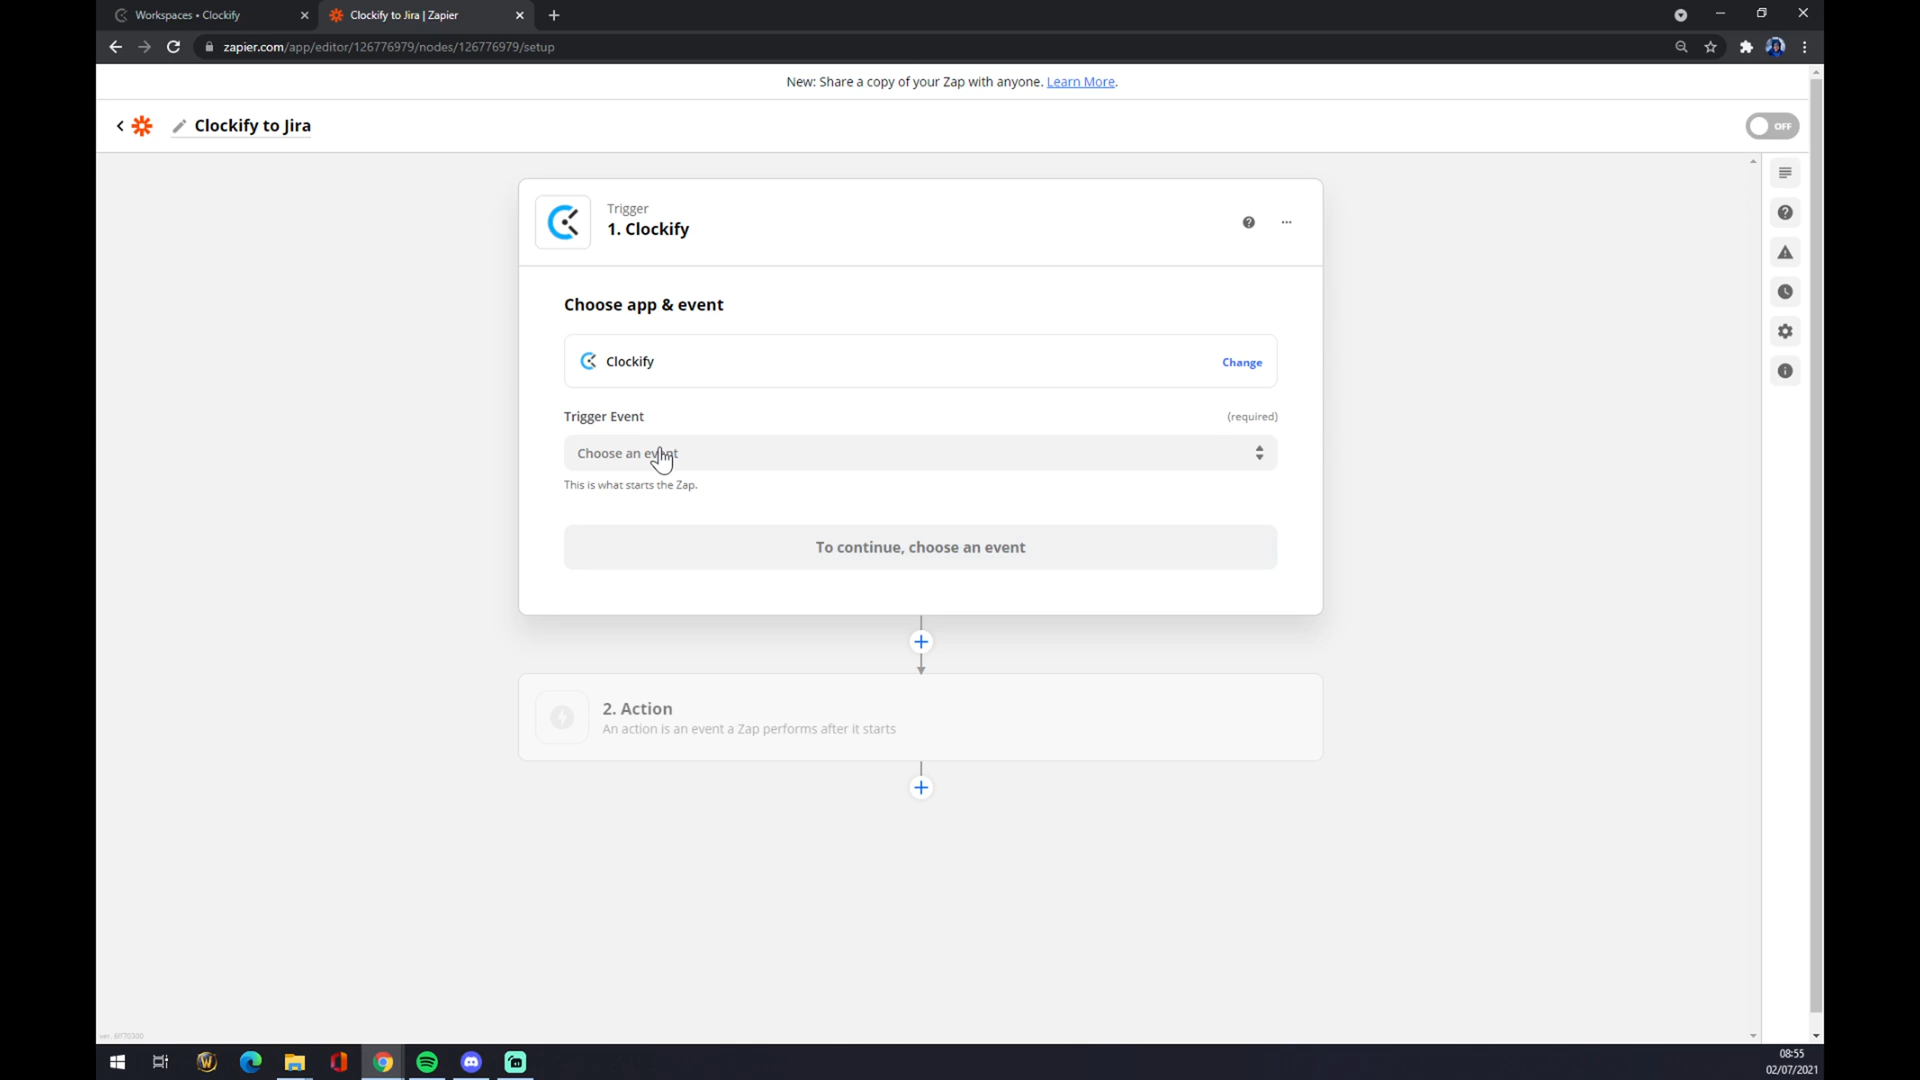 Workspaces • Clockify
Clockify to Jira | Zapier
zapier.com/app/editor/126776979/nodes/126776979/setup
New: Share a copy of your Zap with anyone. Learn More.
Clockify to Jira
OFF
Trigger
1. Clockify
Choose app & event
Clockify
Change
Trigger Event
(required)
Choose an event
This is what starts the Zap.
To continue, choose an event
2. Action
An action is an event a Zap performs after it starts
08:55
02/07/2021